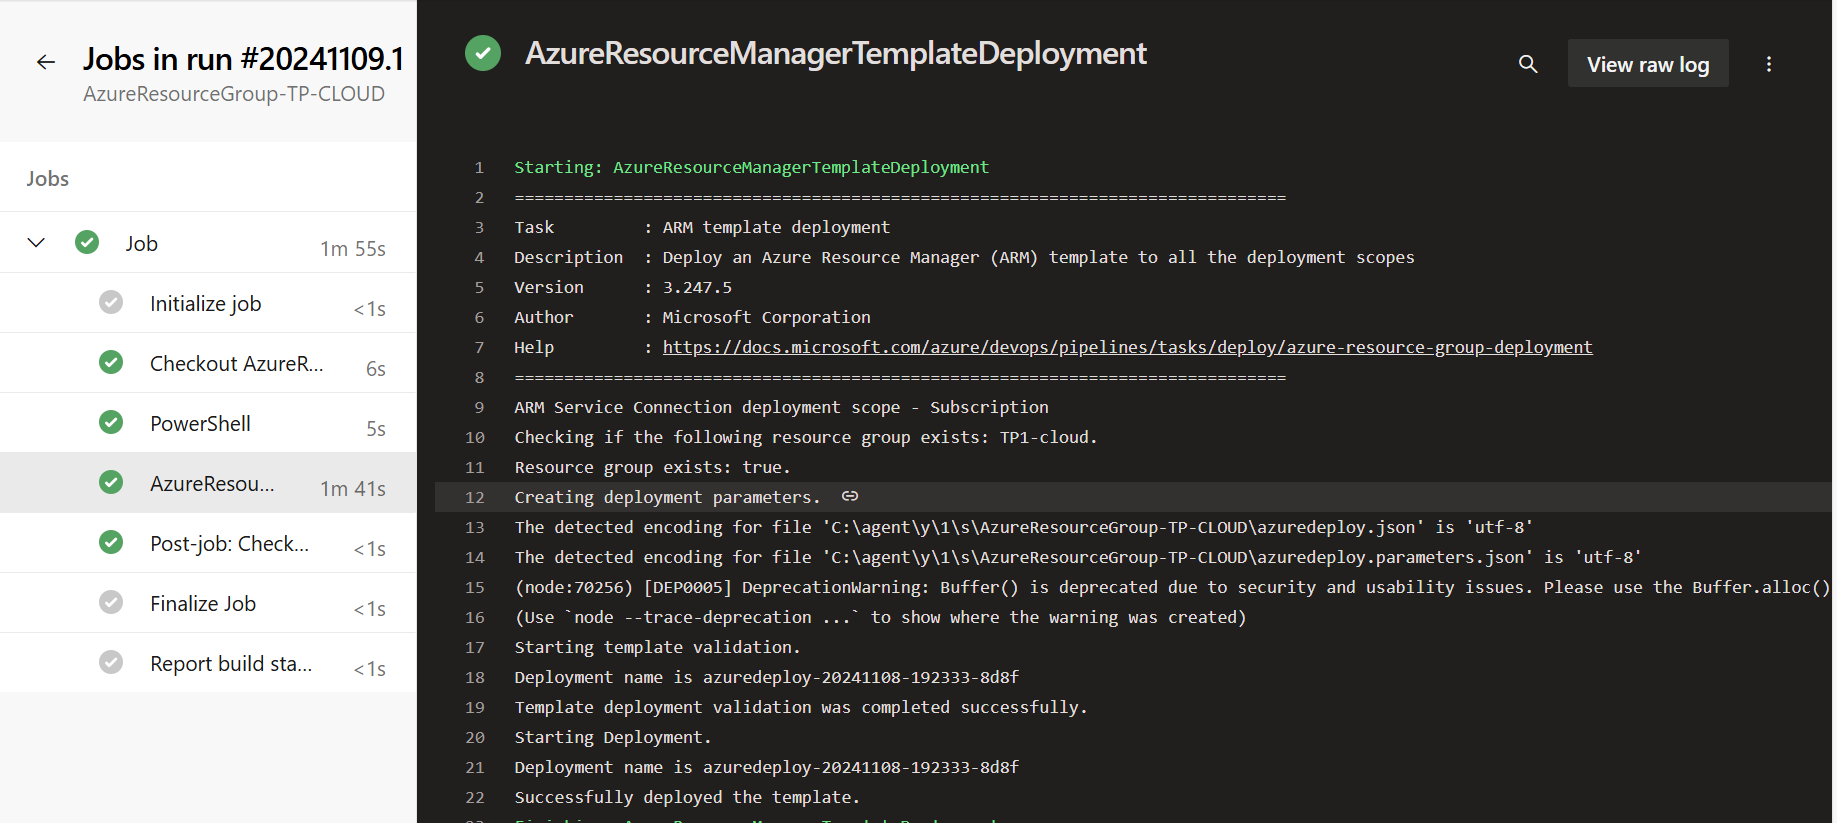 Jobs in run #20241109.1
AzureResourceGroup-TP-CLOUD
Jobs
Job 1m 55s
Initialize job <1s
Checkout AzureR... 6s
PowerShell 5s
AzureResou... 1m 41s
Post-job: Check... <1s
Finalize Job <1s
Report build sta... <1s
AzureResourceManagerTemplateDeployment
View raw log
1 Starting: AzureResourceManagerTemplateDeployment
2 ==============================================================================
3 Task         : ARM template deployment
4 Description  : Deploy an Azure Resource Manager (ARM) template to all the deployment scopes
5 Version      : 3.247.5
6 Author       : Microsoft Corporation
7 Help         : https://docs.microsoft.com/azure/devops/pipelines/tasks/deploy/azure-resource-group-deployment
8 ==============================================================================
9 ARM Service Connection deployment scope - Subscription
10 Checking if the following resource group exists: TP1-cloud.
11 Resource group exists: true.
12 Creating deployment parameters.
13 The detected encoding for file 'C:\agent\y\1\s\AzureResourceGroup-TP-CLOUD\azuredeploy.json' is 'utf-8'
14 The detected encoding for file 'C:\agent\y\1\s\AzureResourceGroup-TP-CLOUD\azuredeploy.parameters.json' is 'utf-8'
15 (node:70256) [DEP0005] DeprecationWarning: Buffer() is deprecated due to security and usability issues. Please use the Buffer.alloc()
16 (Use `node --trace-deprecation ...` to show where the warning was created)
17 Starting template validation.
18 Deployment name is azuredeploy-20241108-192333-8d8f
19 Template deployment validation was completed successfully.
20 Starting Deployment.
21 Deployment name is azuredeploy-20241108-192333-8d8f
22 Successfully deployed the template.